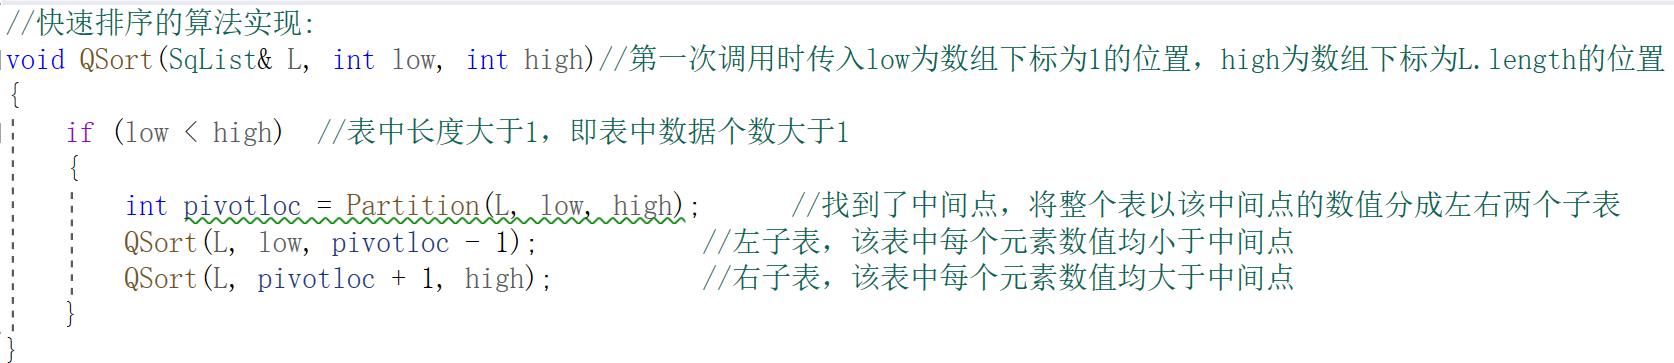 //快速排序的算法实现:
void QSort(SqList& L, int low, int high)//第一次调用时传入low为数组下标为1的位置，high为数组下标为L.length的位置
{
if (low < high) //表中长度大于1，即表中数据个数大于1
{
int pivotloc = Partition(L, low, high); //找到了中间点，将整个表以该中间点的数值分成左右两个子表
QSort(L, low, pivotloc - 1); //左子表，该表中每个元素数值均小于中间点
QSort(L, pivotloc + 1, high); //右子表，该表中每个元素数值均大于中间点
}
}